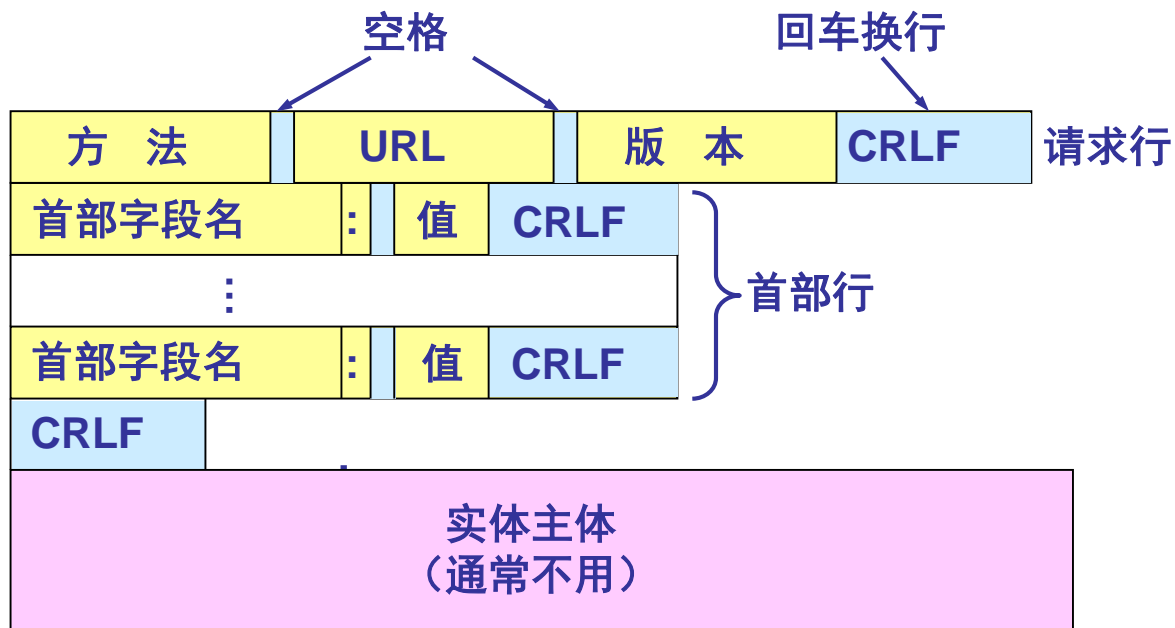 空格 回车换行
方 法 URL 版 本 CRLF 请求行
首部字段名 : 值 CRLF
⋮ 首部行
首部字段名 : 值 CRLF
CRLF
实体主体
（通常不用）